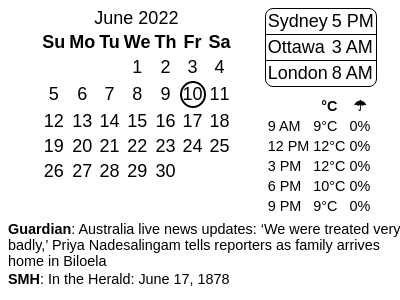 June 2022
Su Mo Tu We Th Fr Sa
1 2 3 4
5 6 7 8 9 10 11
12 13 14 15 16 17 18
19 20 21 22 23 24 25
26 27 28 29 30
Sydney 5 PM
Ottawa 3 AM
London 8 AM
°C ☂
9 AM 9°C 0%
12 PM 12°C 0%
3 PM 12°C 0%
6 PM 10°C 0%
9 PM 9°C 0%
Guardian: Australia live news updates: ‘We were treated very
badly,’ Priya Nadesalingam tells reporters as family arrives
home in Biloela
SMH: In the Herald: June 17, 1878